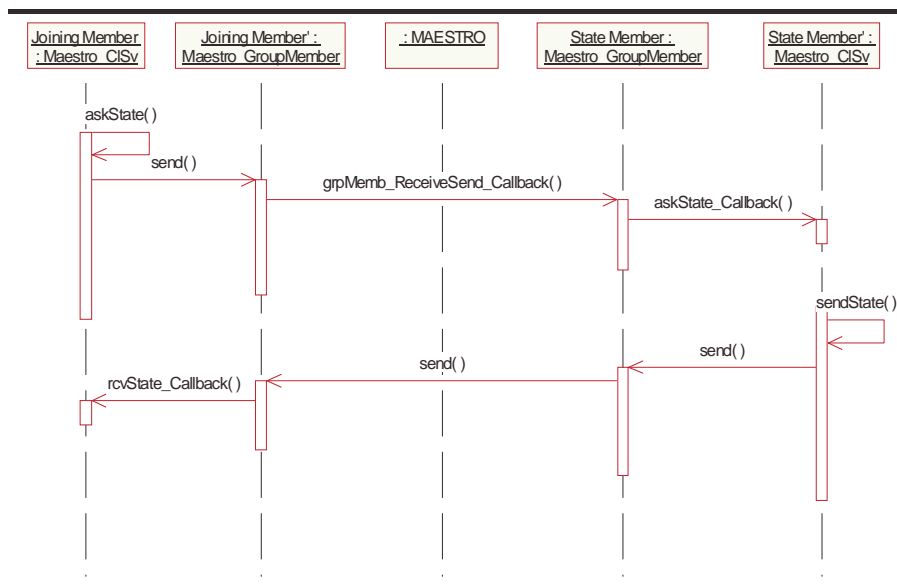 Joining Member
: Maestro_ClSv
Joining Member' :
Maestro_GroupMember
: MAESTRO
State Member :
Maestro_GroupMember
State Member' :
Maestro_ClSv
askState( )
send( )
grpMemb_ReceiveSend_Callback( )
askState_Callback( )
sendState( )
send( )
send( )
rcvState_Callback( )